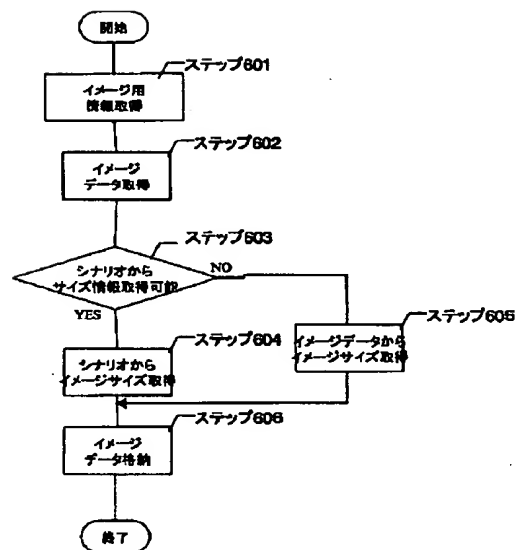 開始
ステップ601
イメージ用
情報取得
ステップ602
イメージ
データ取得
ステップ603
シナリオから
サイズ情報取得可能
NO
YES
ステップ604
シナリオから
イメージサイズ取得
ステップ605
イメージデータから
イメージサイズ取得
ステップ606
イメージ
データ格納
終了